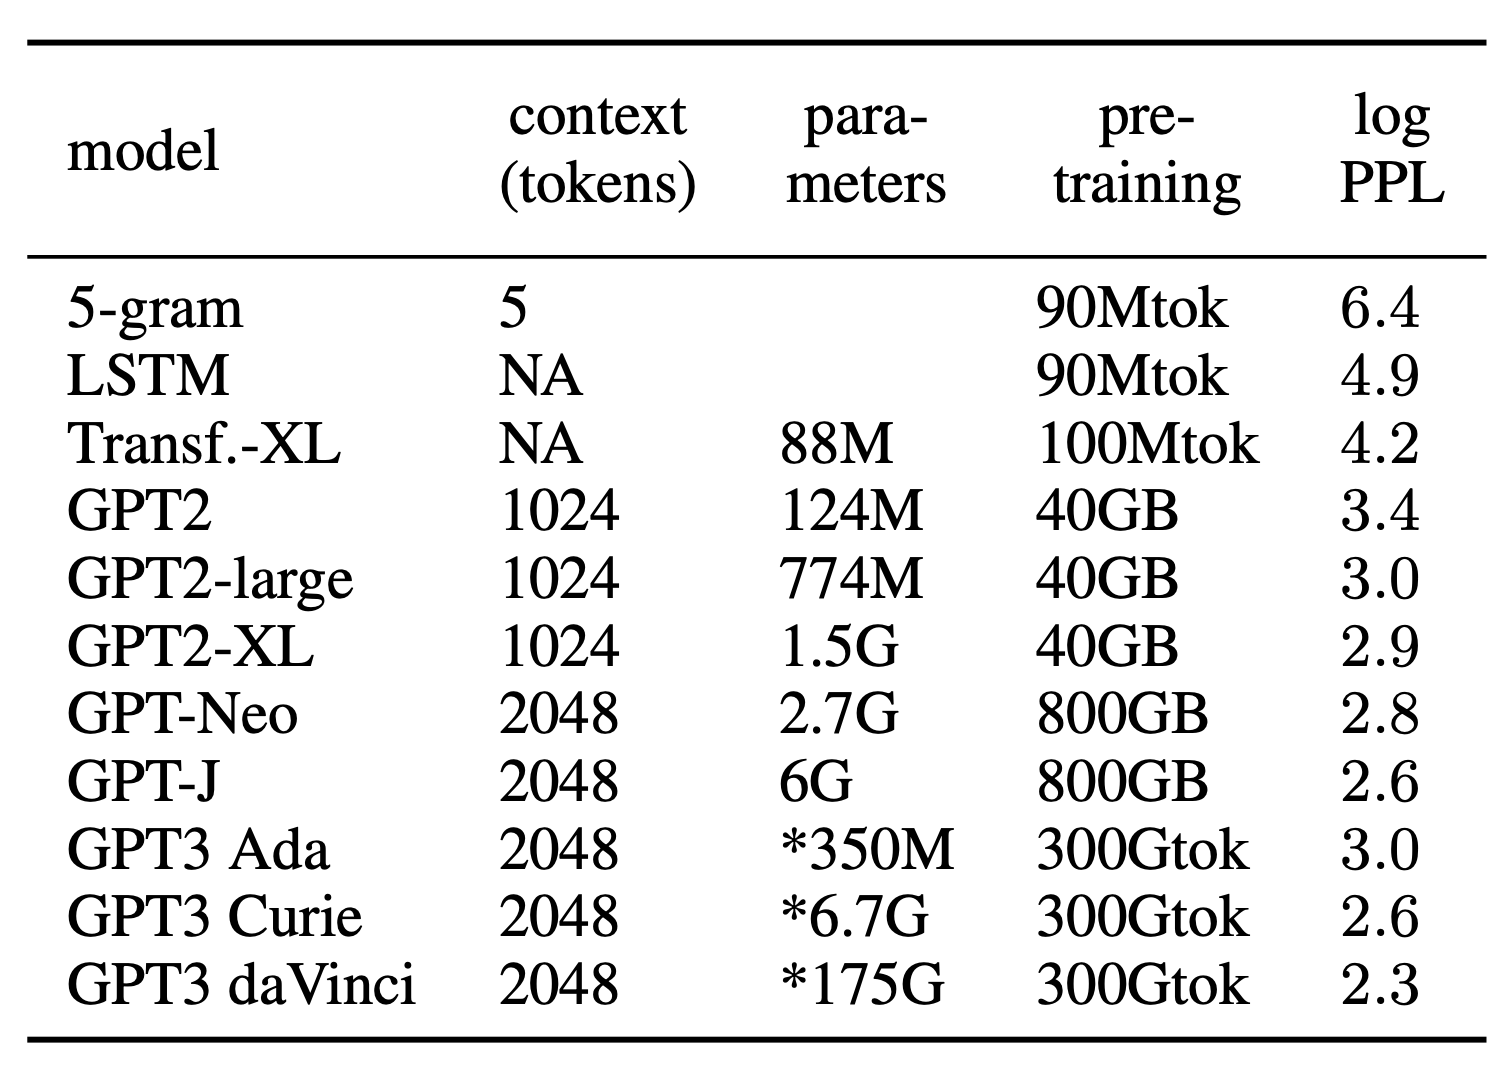 model context (tokens) para-meters pre-training log PPL
5-gram 5 90Mtok 6.4
LSTM NA 90Mtok 4.9
Transf.-XL NA 88M 100Mtok 4.2
GPT2 1024 124M 40GB 3.4
GPT2-large 1024 774M 40GB 3.0
GPT2-XL 1024 1.5G 40GB 2.9
GPT-Neo 2048 2.7G 800GB 2.8
GPT-J 2048 6G 800GB 2.6
GPT3 Ada 2048 *350M 300Gtok 3.0
GPT3 Curie 2048 *6.7G 300Gtok 2.6
GPT3 daVinci 2048 *175G 300Gtok 2.3